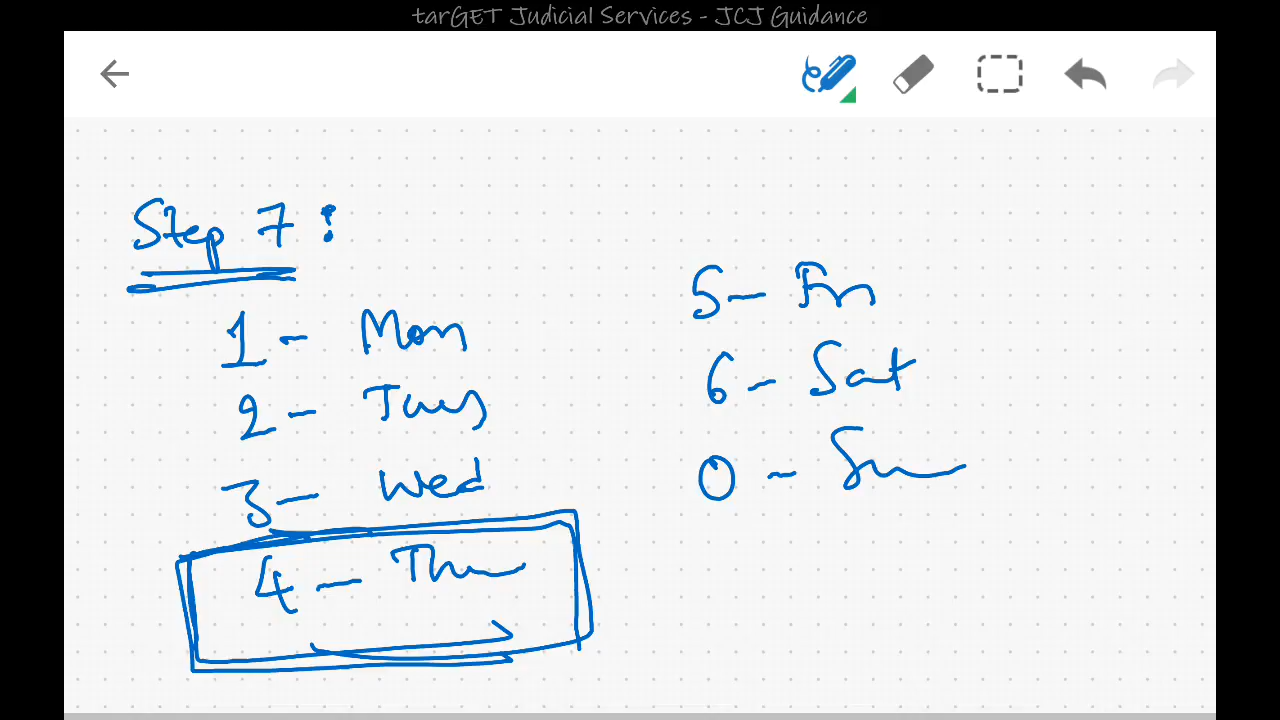 tarGET Judicial Services - JCJ Guidance
Step 7 :
1 - Mon
2 - Tues
3 - Wed
4 - Thu
5 - Fri
6 - Sat
0 - Sun